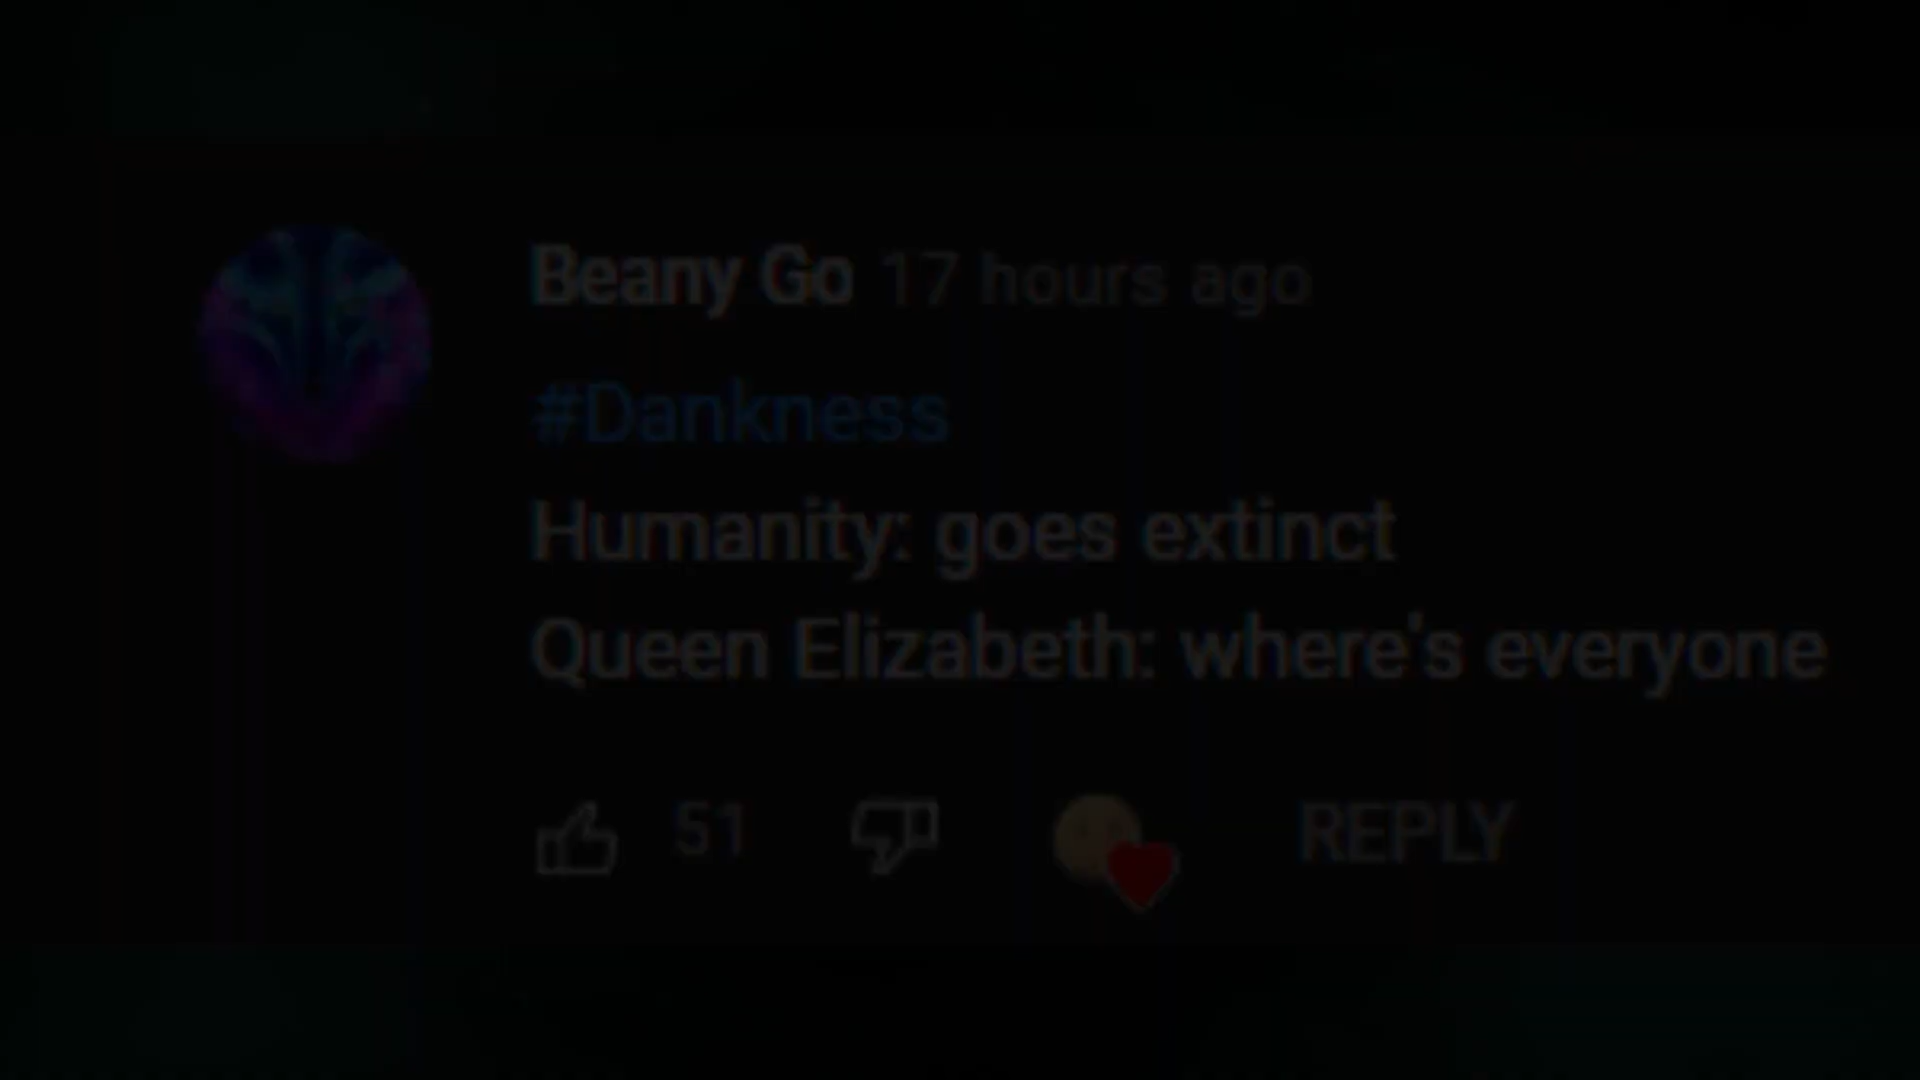 Beany Go 17 hours ago
#Dankness
Humanity: goes extinct
Queen Elizabeth: where's everyone
51 REPLY